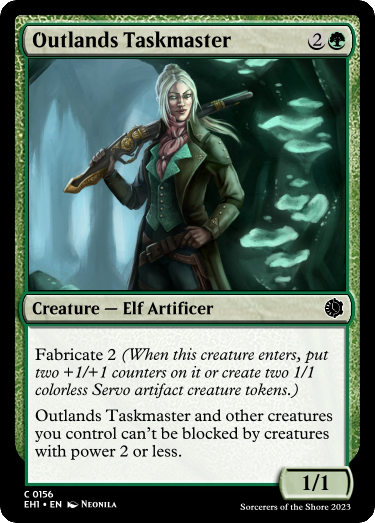 Outlands Taskmaster 2
Creature — Elf Artificer
Fabricate 2 (When this creature enters, put
two +1/+1 counters on it or create two 1/1
colorless Servo artifact creature tokens.)
Outlands Taskmaster and other creatures
you control can't be blocked by creatures
with power 2 or less.
1/1
C 0156
EH1 • EN Neonila
Sorcerers of the Shore 2023